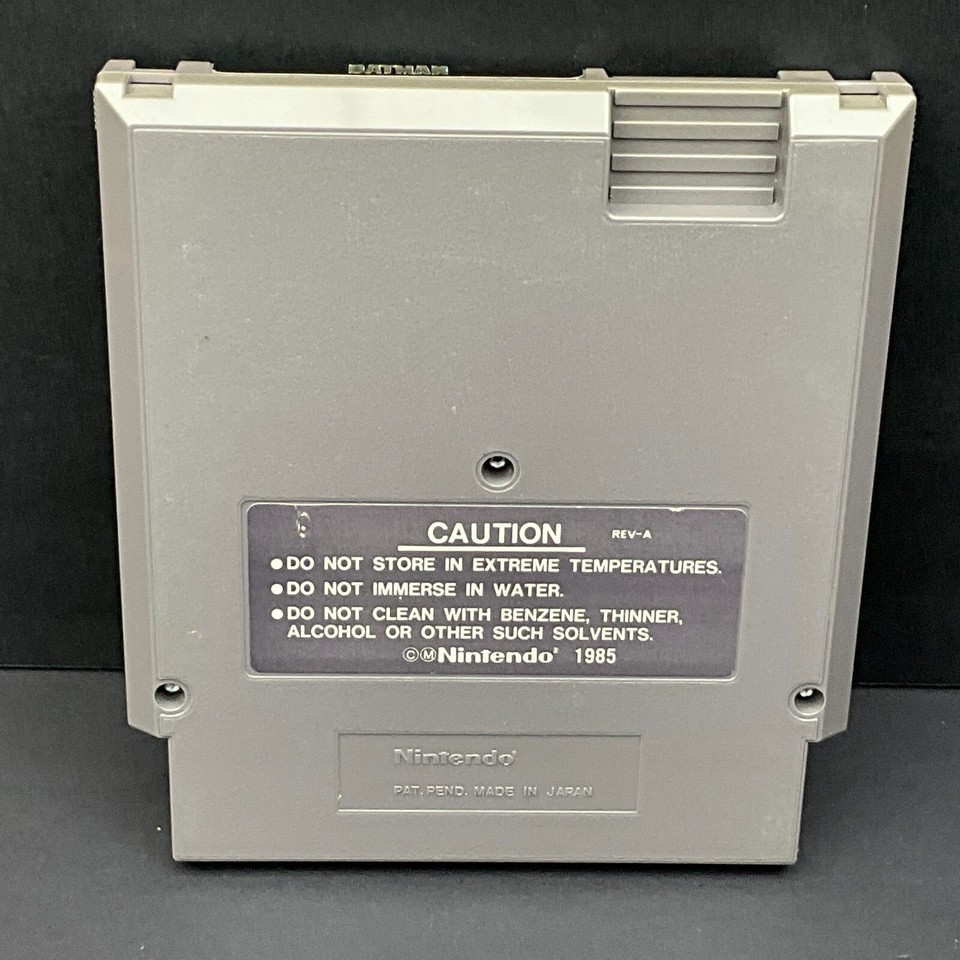 BATMAN
CAUTION REV-A
●DO NOT STORE IN EXTREME TEMPERATURES.
●DO NOT IMMERSE IN WATER.
●DO NOT CLEAN WITH BENZENE, THINNER,
ALCOHOL OR OTHER SUCH SOLVENTS.
©ⓂNintendo® 1985
Nintendo®
PAT. PEND. MADE IN JAPAN